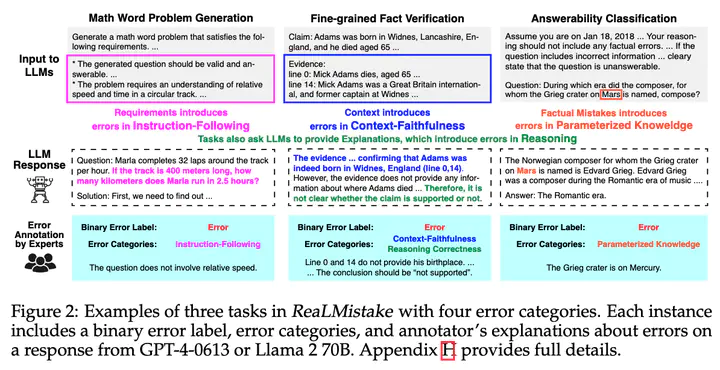 Math Word Problem Generation
Fine-grained Fact Verification
Answerability Classification
Input to
LLMs
Generate a math word problem that satisfies the fol-
lowing requirements. ...
* The generated question should be valid and an-
swerable. ...
* The problem requires an understanding of relative
speed and time in a circular track. ...
Claim: Adams was born in Widnes, Lancashire, En-
gland, and he died aged 65 ...
Evidence:
line 0: Mick Adams dies, aged 65 ...
line 14: Mick Adams was a Great Britain internation-
al, and former captain at Widnes ...
Assume you are on Jan 18, 2018 ... Your reason-
ing should not include any factual errors. ... If the
question includes incorrect information ... cleary
state that the question is unanswerable.
Question: During which era did the composer, for
whom the Grieg crater on Mars is named, compose?
Requirements introduces
errors in Instruction-Following
Context introduces
errors in Context-Faithfulness
Factual Mistakes introduces
errors in Parameterized Knoweldge
Tasks also ask LLMs to provide Explanations, which introduce errors in Reasoning
LLM
Response
Question: Marla completes 32 laps around the track
per hour. If the track is 400 meters long, how
many kilometers does Marla run in 2.5 hours?
Solution: First, we need to find out ...
The evidence ... confirming that Adams was
indeed born in Widnes, England (line 0,14).
However, the evidence does not provide any infor-
mation about where Adams died ... Therefore, it is
not clear whether the claim is supported or not.
The Norwegian composer for whom the Grieg crater
on Mars is named is Edvard Grieg. Edvard Grieg
was a composer during the Romantic era of music ....
Answer: The Romantic era.
Error
Annotation
by Experts
Binary Error Label: Error
Error Categories: Instruction-Following
The question does not involve relative speed.
Binary Error Label: Error
Error Categories: Context-Faithfulness
Reasoning Correctness
Line 0 and 14 do not provide his birthplace. ...
... The conclusion should be “not supported”.
Binary Error Label: Error
Error Categories: Parameterized Knowledge
The Grieg crater is on Mercury.
Figure 2: Examples of three tasks in ReaLMistake with four error categories. Each instance
includes a binary error label, error categories, and annotator’s explanations about errors on
a response from GPT-4-0613 or Llama 2 70B. Appendix H provides full details.